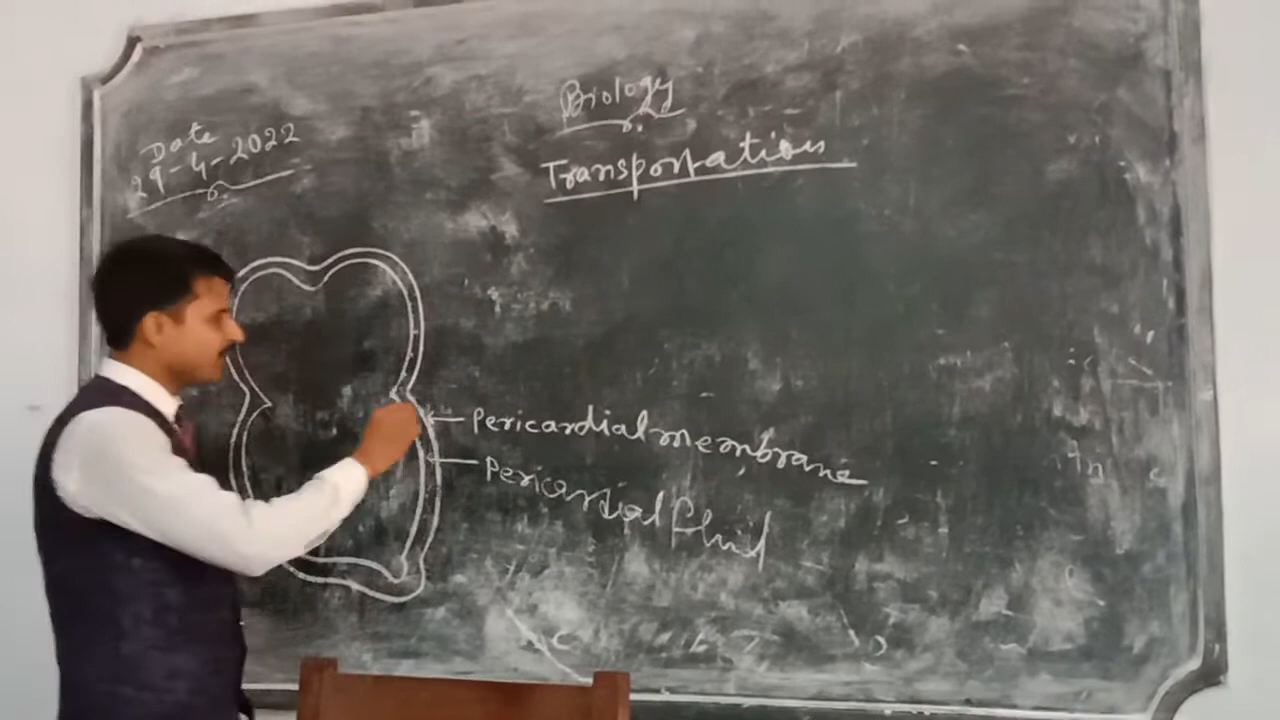 Biology
Date
29-4-2022
Transportation
Pericardial membrane
Pericardial fluid